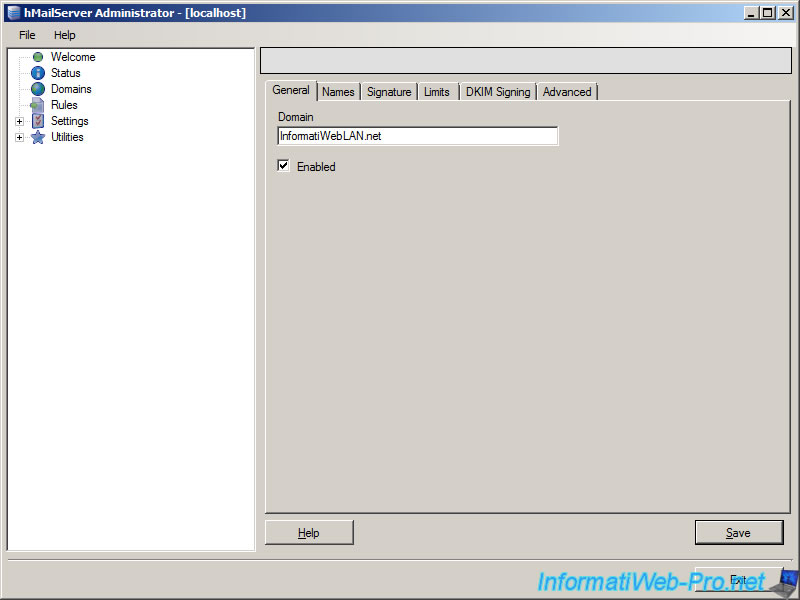 hMailServer Administrator - [localhost]
File Help
Welcome
Status
Domains
Rules
Settings
Utilities
General Names Signature Limits DKIM Signing Advanced
Domain
InformatiWebLAN.net
Enabled
Help Save
Exit
InformatiWeb-Pro.net